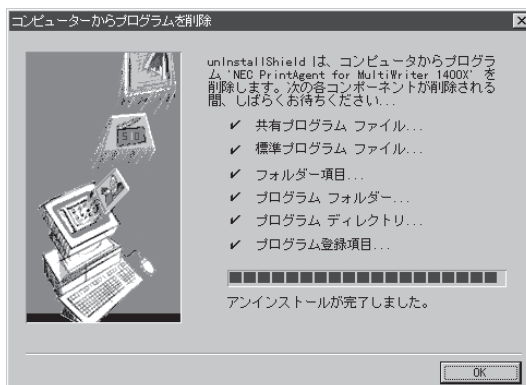 コンピューターからプログラムを削除
unInstallShield は、コンピュータからプログラ
ム 'NEC PrintAgent for MultiWriter 1400X' を
削除します。次の各コンポーネントが削除される
間、しばらくお待ちください...
✔ 共有プログラム ファイル...
✔ 標準プログラム ファイル...
✔ フォルダー項目...
✔ プログラム フォルダー...
✔ プログラム ディレクトリ...
✔ プログラム登録項目...
アンインストールが完了しました。
OK